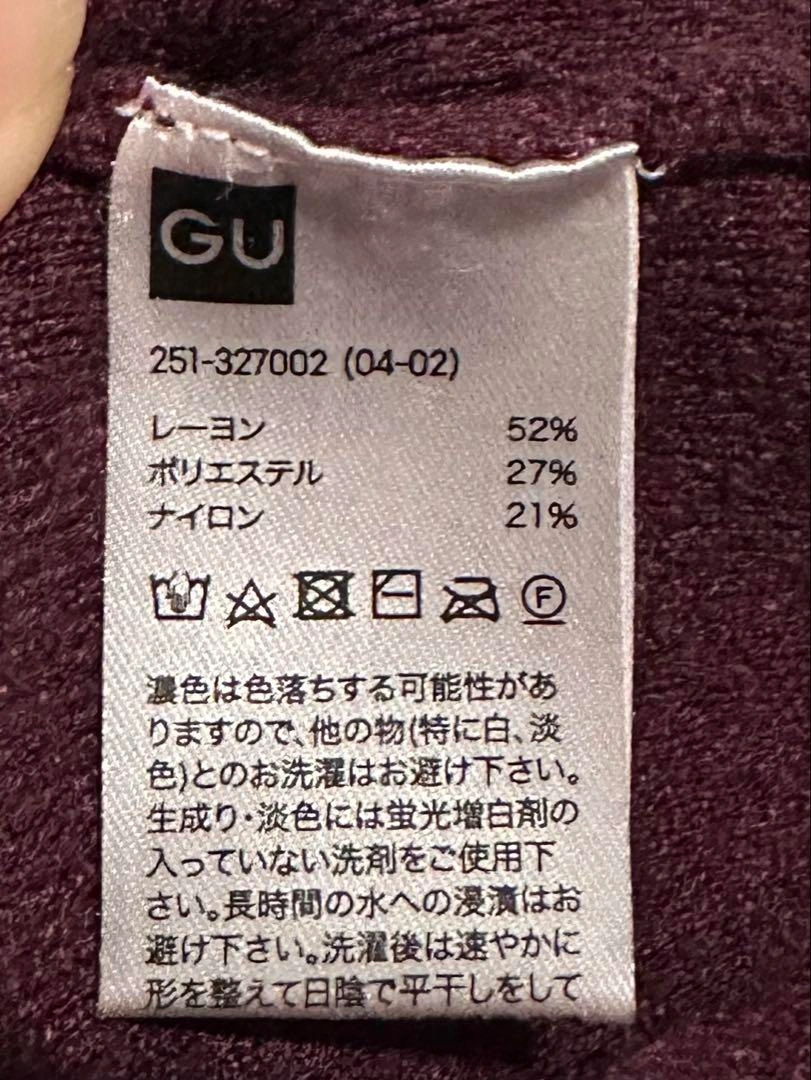 GU
251-327002 (04-02)
レーヨン 52%
ポリエステル 27%
ナイロン 21%
F
濃色は色落ちする可能性があ
りますので、他の物(特に白、淡
色)とのお洗濯はお避け下さい。
生成り・淡色には蛍光増白剤の
入っていない洗剤をご使用下
さい。長時間の水への浸漬はお
避け下さい。洗濯後は速やかに
形を整えて日陰で平干しをして